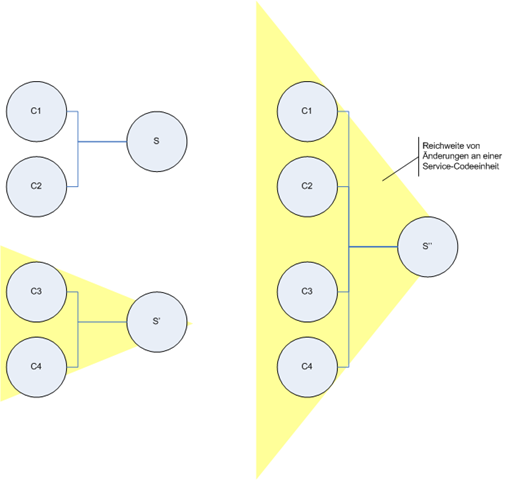 C1
C2
S
C3
C4
S'
C1
C2
C3
C4
S''
Reichweite von
Änderungen an einer
Service-Codeeinheit